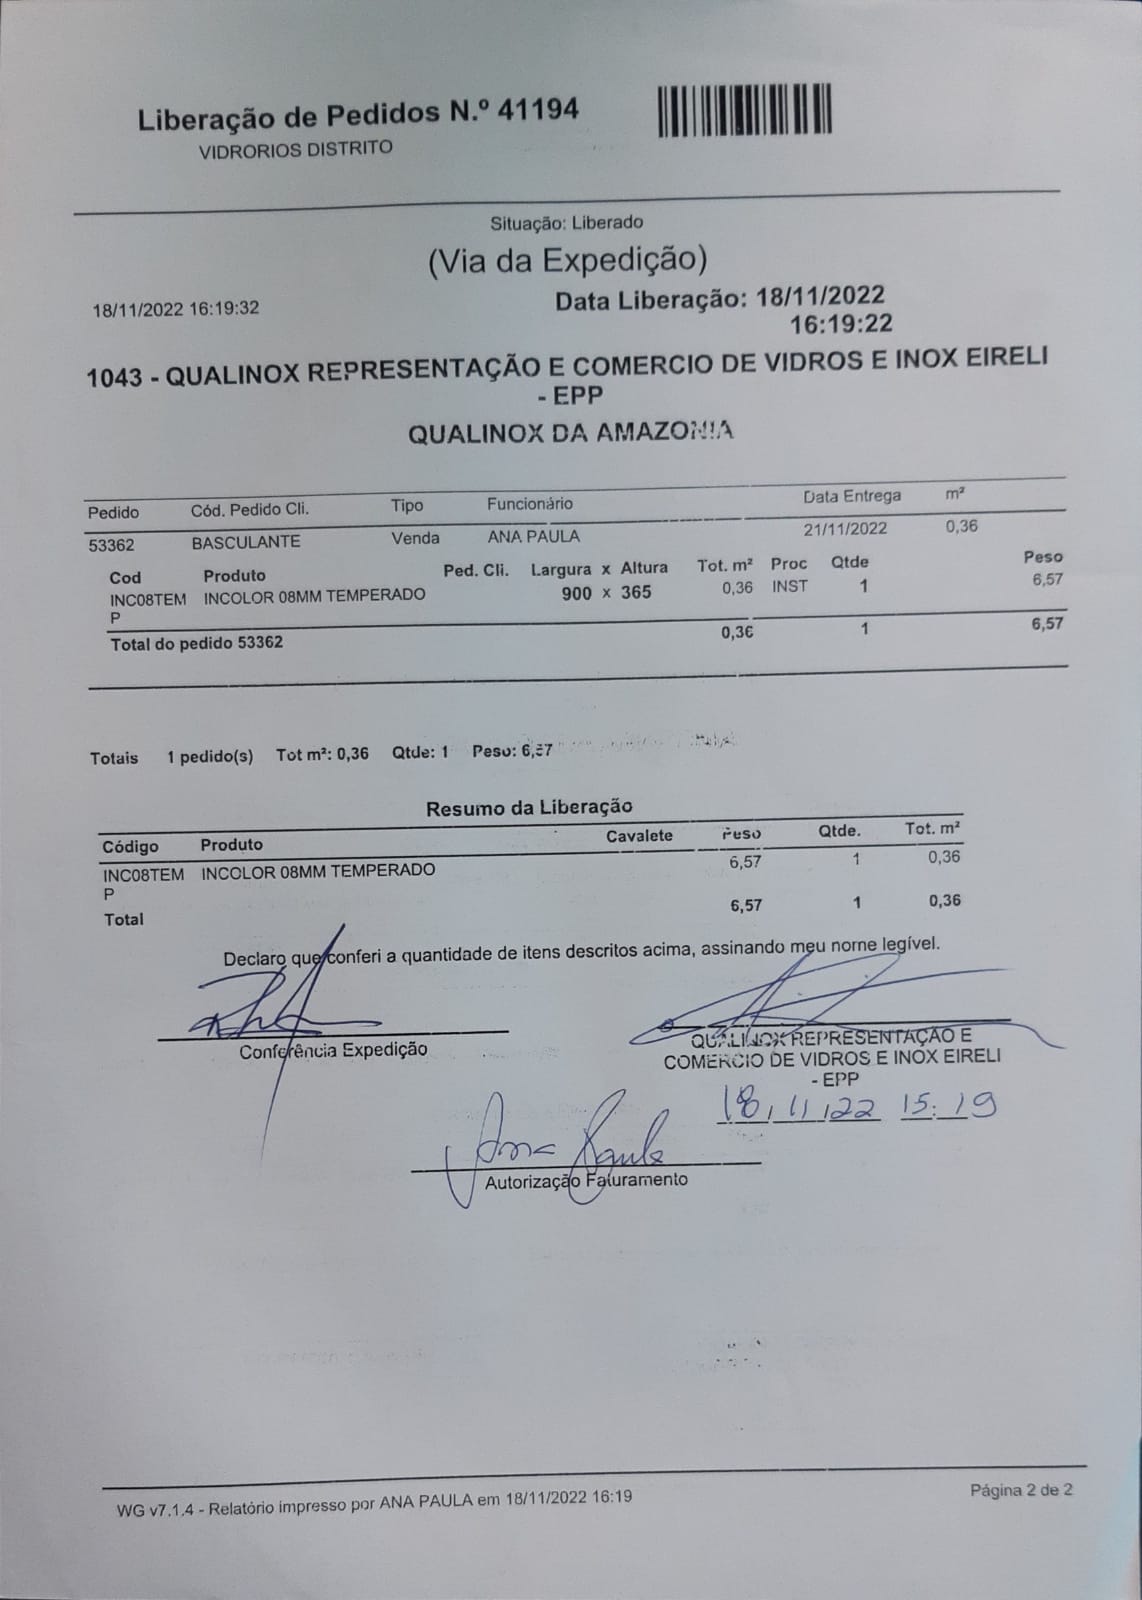 Liberação de Pedidos N.º 41194
VIDRORIOS DISTRITO
Situação: Liberado
(Via da Expedição)
18/11/2022 16:19:32
Data Liberação: 18/11/2022
16:19:22
1043 - QUALINOX REPRESENTAÇÃO E COMERCIO DE VIDROS E INOX EIRELI
- EPP
QUALINOX DA AMAZONIA
Pedido Cód. Pedido Cli. Tipo Funcionário Data Entrega m²
53362 BASCULANTE Venda ANA PAULA 21/11/2022 0,36
Cod Produto Ped. Cli. Largura x Altura Tot. m² Proc Qtde Peso
INC08TEM INCOLOR 08MM TEMPERADO 900 x 365 0,36 INST 1 6,57
P
Total do pedido 53362 0,36 1 6,57
Totais 1 pedido(s) Tot m²: 0,36 Qtde: 1 Peso: 6,57
Resumo da Liberação
Código Produto Cavalete Peso Qtde. Tot. m²
INC08TEM INCOLOR 08MM TEMPERADO 6,57 1 0,36
P
Total 6,57 1 0,36
Declaro que conferi a quantidade de itens descritos acima, assinando meu nome legível.
Conferência Expedição
QUALINOX REPRESENTAÇÃO E
COMERCIO DE VIDROS E INOX EIRELI
- EPP
18/11/22 15:19
Ana Paula
Autorização Faturamento
WG v7.1.4 - Relatório impresso por ANA PAULA em 18/11/2022 16:19
Página 2 de 2